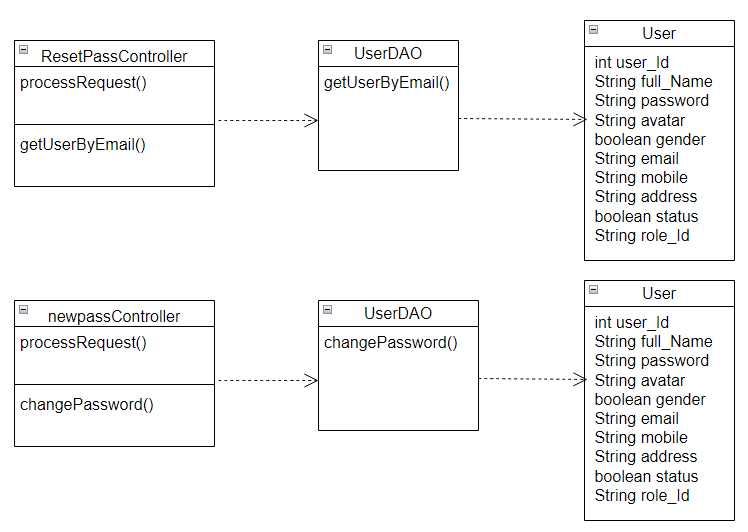 ResetPassController
processRequest()
getUserByEmail()
UserDAO
getUserByEmail()
User
int user_Id
String full_Name
String password
String avatar
boolean gender
String email
String mobile
String address
boolean status
String role_Id
newpassController
processRequest()
changePassword()
UserDAO
changePassword()
User
int user_Id
String full_Name
String password
String avatar
boolean gender
String email
String mobile
String address
boolean status
String role_Id